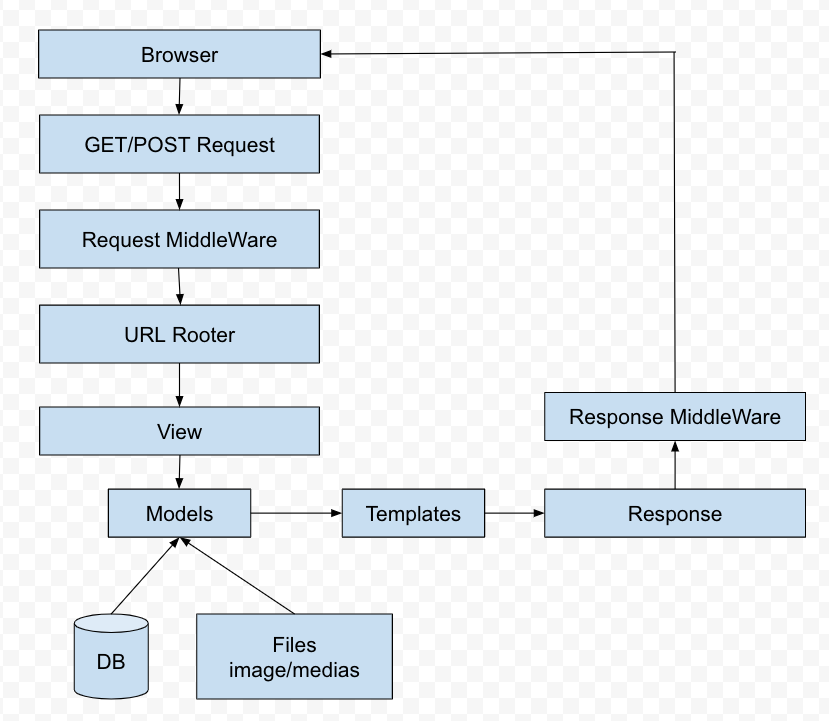 Browser
GET/POST Request
Request MiddleWare
URL Rooter
View
Models
Templates
Response
Response MiddleWare
DB
Files
image/medias